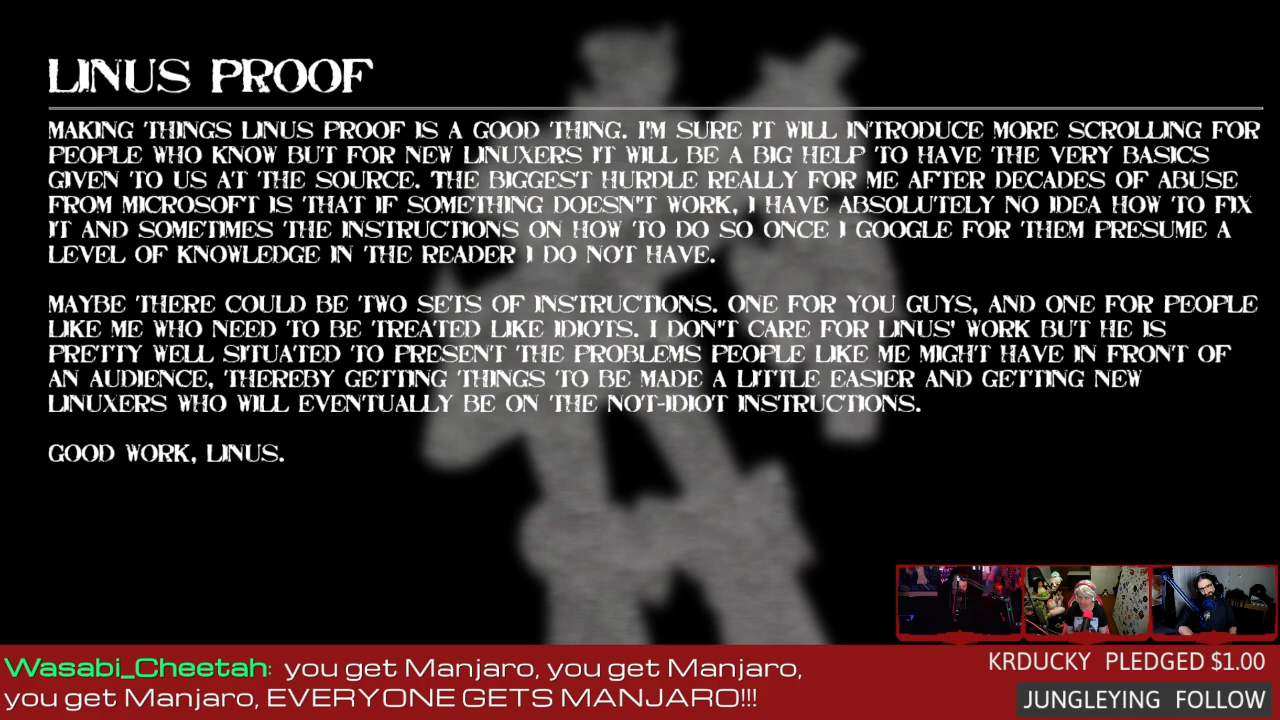 LINUS PROOF
MAKING THINGS LINUS PROOF IS A GOOD THING. I'M SURE IT WILL INTRODUCE MORE SCROLLING FOR
PEOPLE WHO KNOW BUT FOR NEW LINUXERS IT WILL BE A BIG HELP TO HAVE THE VERY BASICS
GIVEN TO US AT THE SOURCE. THE BIGGEST HURDLE REALLY FOR ME AFTER DECADES OF ABUSE
FROM MICROSOFT IS THAT IF SOMETHING DOESN'T WORK, I HAVE ABSOLUTELY NO IDEA HOW TO FIX
IT AND SOMETIMES THE INSTRUCTIONS ON HOW TO DO SO ONCE I GOOGLE FOR THEM PRESUME A
LEVEL OF KNOWLEDGE IN THE READER I DO NOT HAVE.
MAYBE THERE COULD BE TWO SETS OF INSTRUCTIONS. ONE FOR YOU GUYS, AND ONE FOR PEOPLE
LIKE ME WHO NEED TO BE TREATED LIKE IDIOTS. I DON'T CARE FOR LINUS' WORK BUT HE IS
PRETTY WELL SITUATED TO PRESENT THE PROBLEMS PEOPLE LIKE ME MIGHT HAVE IN FRONT OF
AN AUDIENCE, THEREBY GETTING THINGS TO BE MADE A LITTLE EASIER AND GETTING NEW
LINUXERS WHO WILL EVENTUALLY BE ON THE NOT-IDIOT INSTRUCTIONS.
GOOD WORK, LINUS.
Wasabi_Cheetah: you get Manjaro, you get Manjaro,
you get Manjaro, EVERYONE GETS MANJARO!!!
KRDUCKY PLEDGED $1.00
JUNGLEYING FOLLOW